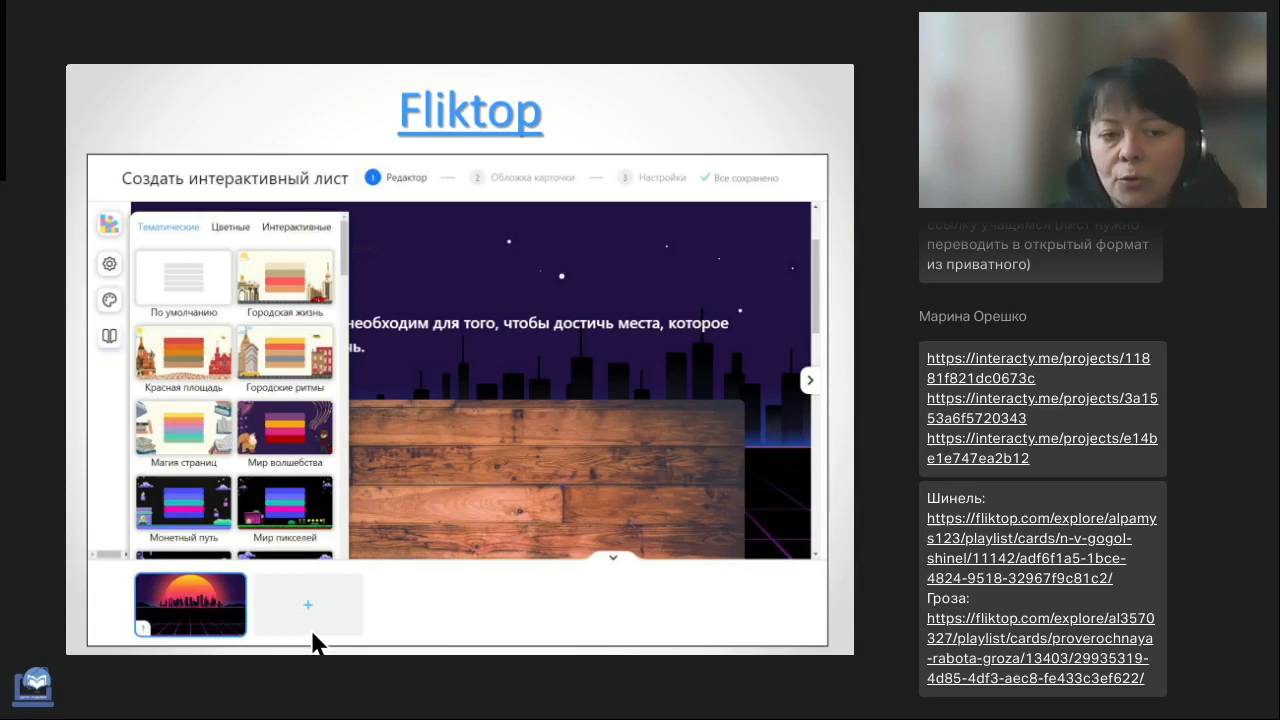 Fliktop
Создать интерактивный лист
1 Редактор
2 Обложка карточки
3 Настройки
Все сохранено
Тематические Цветные Интерактивные
По умолчанию Городская жизнь
Красная площадь Городские ритмы
Магия страниц Мир волшебства
Монетный путь Мир пикселей
необходим для того, чтобы достичь места, которое
нь.
1
+
ссылку учащимся (лист нужно
переводить в открытый формат
из приватного)
Марина Орешко
https://interacty.me/projects/118
81f821dc0673c
https://interacty.me/projects/3a15
53a6f5720343
https://interacty.me/projects/e14b
e1e747ea2b12
Шинель:
https://fliktop.com/explore/alpamy
s123/playlist/cards/n-v-gogol-
shinel/11142/adf6f1a5-1bce-
4824-9518-32967f9c81c2/
Гроза:
https://fliktop.com/explore/al3570
327/playlist/cards/proverochnaya
-rabota-groza/13403/29935319-
4d85-4df3-aec8-fe433c3ef622/